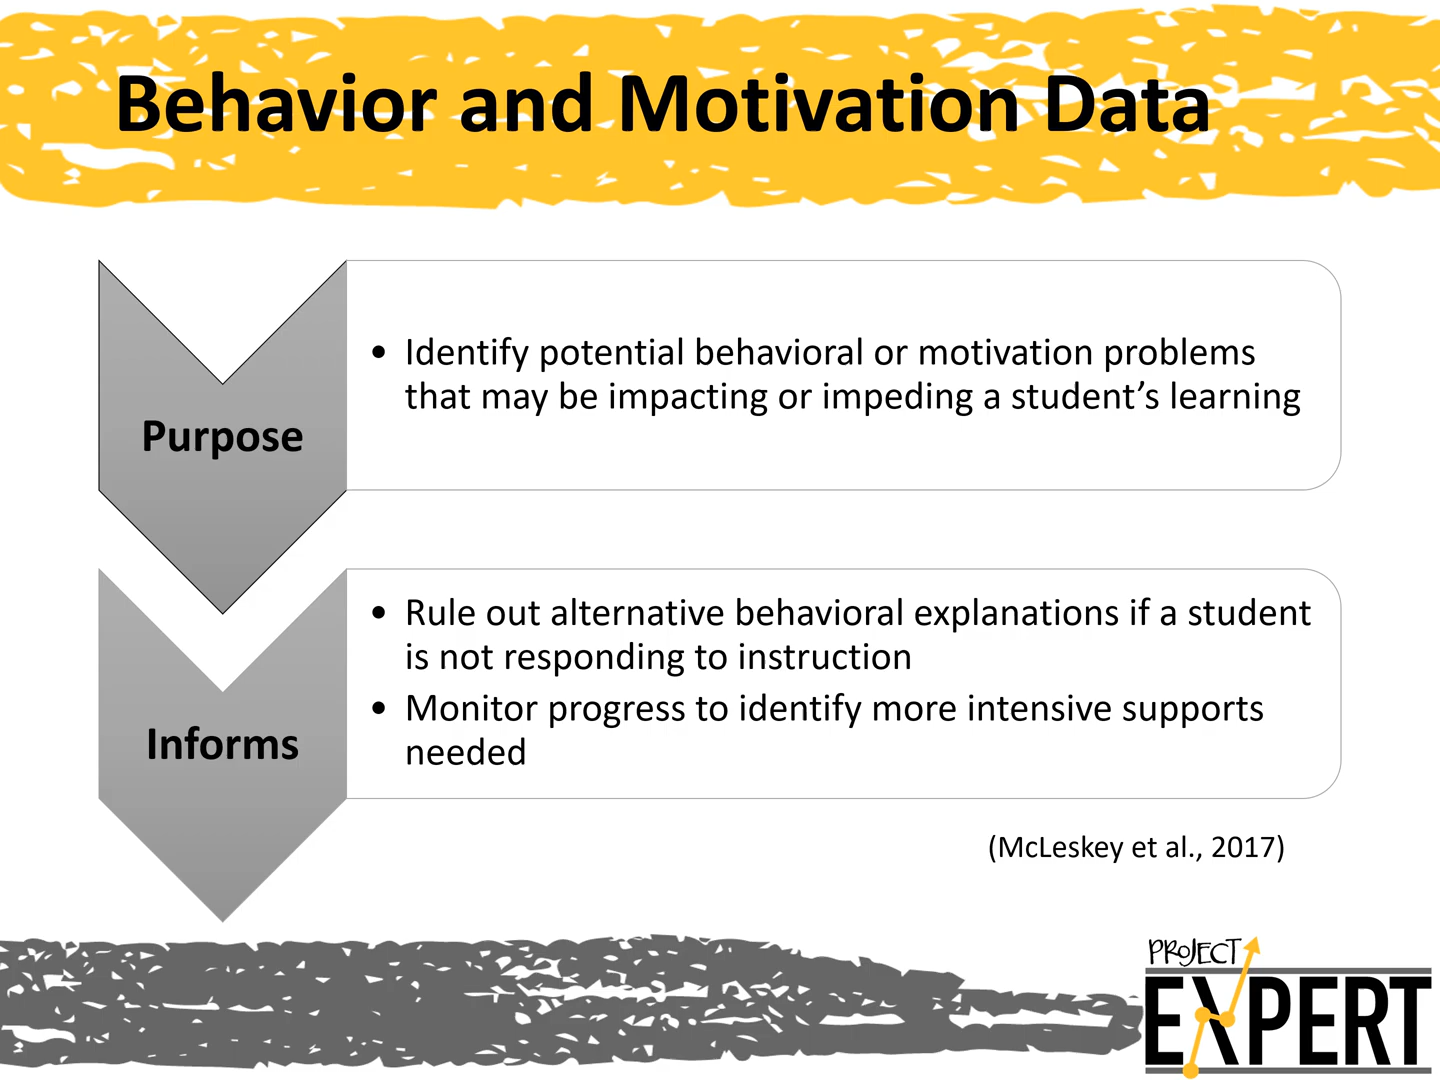 Behavior and Motivation Data
Purpose
• Identify potential behavioral or motivation problems
that may be impacting or impeding a student’s learning
Informs
• Rule out alternative behavioral explanations if a student
is not responding to instruction
• Monitor progress to identify more intensive supports
needed
(McLeskey et al., 2017)
PROJECT
EXPERT